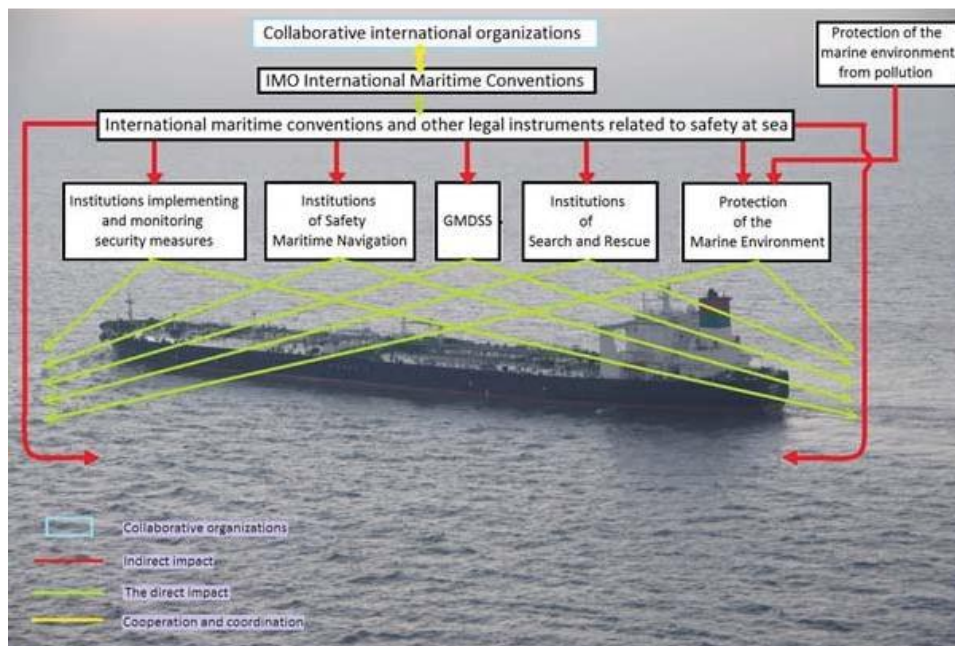 Collaborative international organizations
Protection of the
marine environment
from pollution
IMO International Maritime Conventions
International maritime conventions and other legal instruments related to safety at sea
Institutions implementing
and monitoring
security measures
Institutions
of Safety
Maritime Navigation
GMDSS
Institutions
of
Search and Rescue
Protection
of the
Marine Environment
Collaborative organizations
Indirect impact
The direct impact
Cooperation and coordination